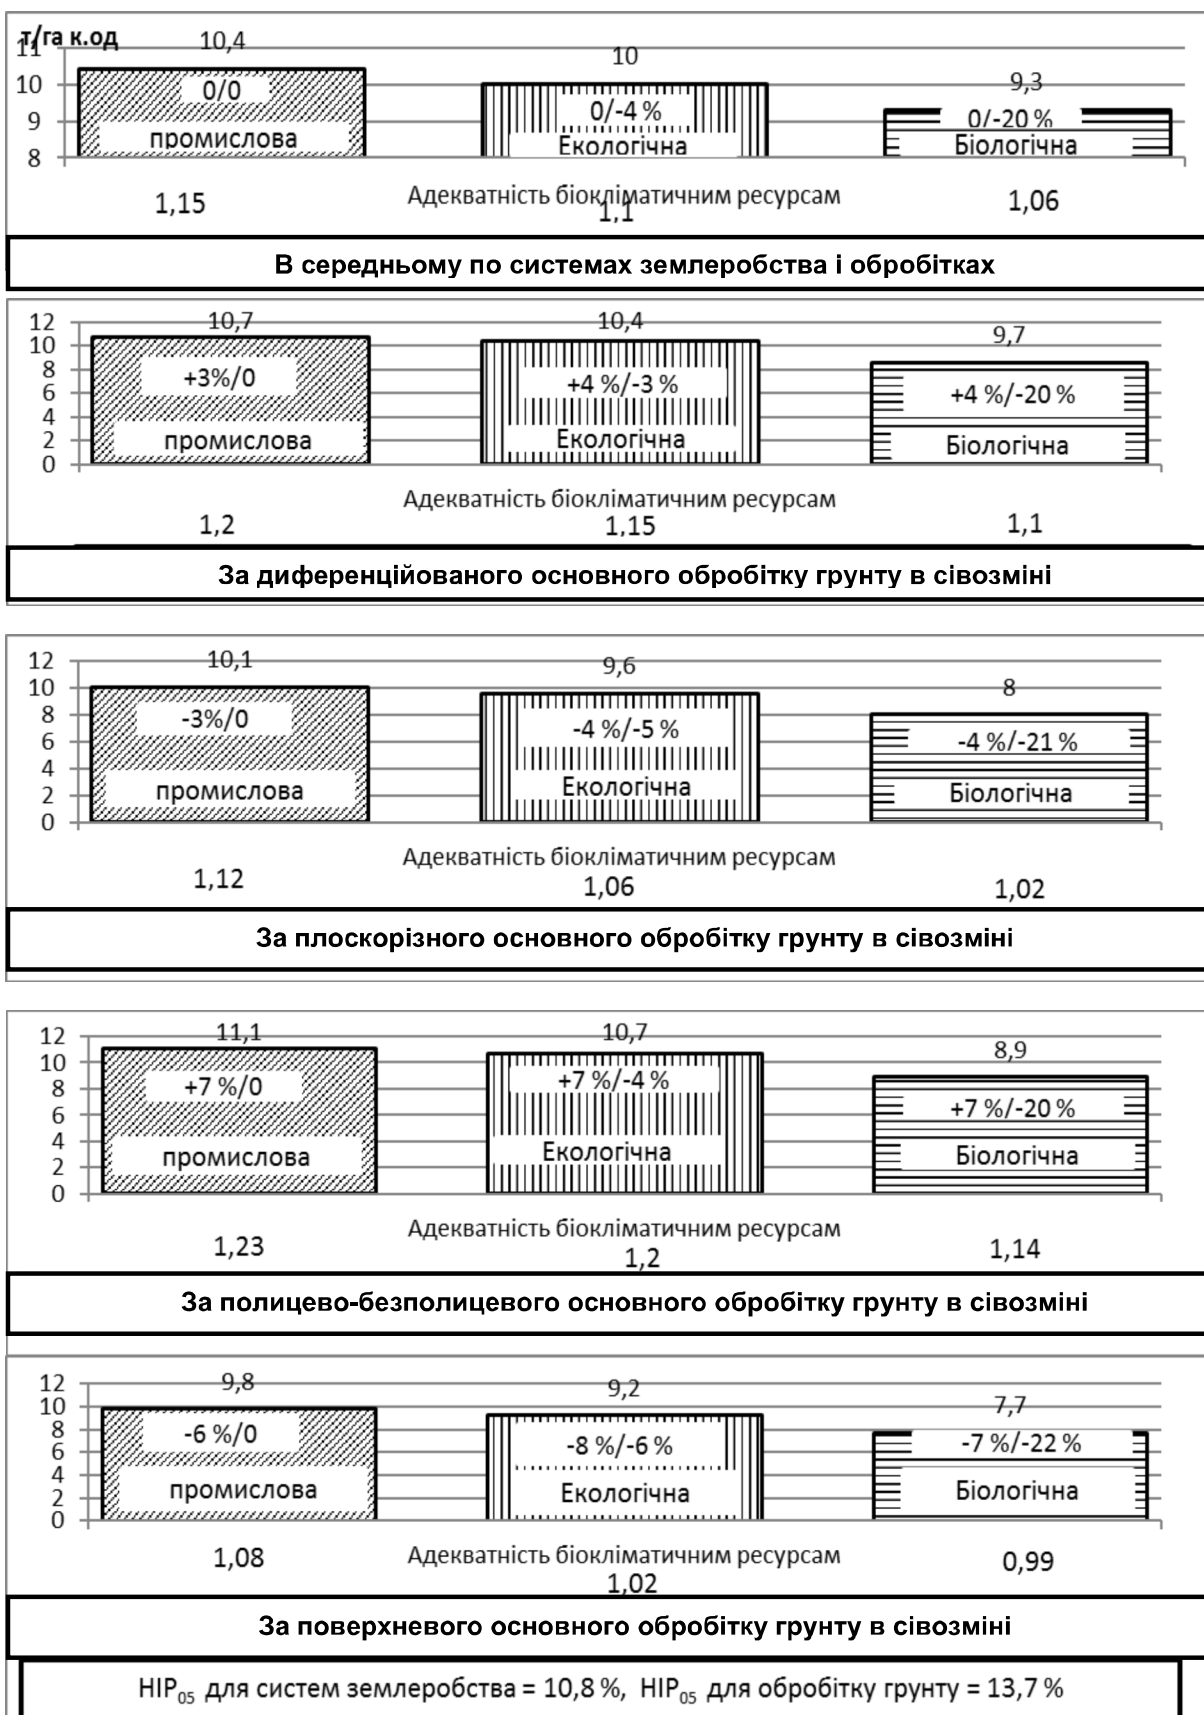 т/га к.од
11
10,4
10
9,3
10
9
8
0/0
0/-4 %
0/-20 %
промислова
Екологічна
Біологічна
Адекватність біокліматичним ресурсам
1,15
1,1
1,06
В середньому по системах землеробства і обробітках
12
10
8
6
4
2
0
10,7
10,4
9,7
+3%/0
+4 %/-3 %
+4 %/-20 %
промислова
Екологічна
Біологічна
Адекватність біокліматичним ресурсам
1,2
1,15
1,1
За диференційованого основного обробітку грунту в сівозміні
12
10
8
6
4
2
0
10,1
9,6
8
-3%/0
-4 %/-5 %
-4 %/-21 %
промислова
Екологічна
Біологічна
Адекватність біокліматичним ресурсам
1,12
1,06
1,02
За плоскорізного основного обробітку грунту в сівозміні
12
10
8
6
4
2
0
11,1
10,7
8,9
+7 %/0
+7 %/-4 %
+7 %/-20 %
промислова
Екологічна
Біологічна
Адекватність біокліматичним ресурсам
1,23
1,2
1,14
За полицево-безполицевого основного обробітку грунту в сівозміні
12
10
8
6
4
2
0
9,8
9,2
7,7
-6 %/0
-8 %/-6 %
-7 %/-22 %
промислова
Екологічна
Біологічна
Адекватність біокліматичним ресурсам
1,08
1,02
0,99
За поверхневого основного обробітку грунту в сівозміні
НІР₀₅ для систем землеробства = 10,8 %, НІР₀₅ для обробітку грунту = 13,7 %